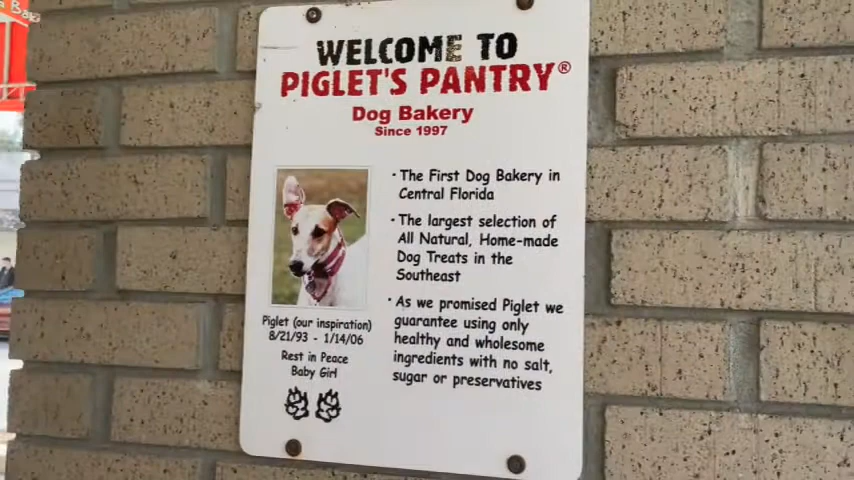 WELCOME TO
PIGLET'S PANTRY®
Dog Bakery
Since 1997
• The First Dog Bakery in
Central Florida
• The largest selection of
All Natural, Home-made
Dog Treats in the
Southeast
• As we promised Piglet we
guarantee using only
healthy and wholesome
ingredients with no salt,
sugar or preservatives!
Piglet (our inspiration)
8/21/93 - 1/14/06
Rest in Peace
Baby Girl